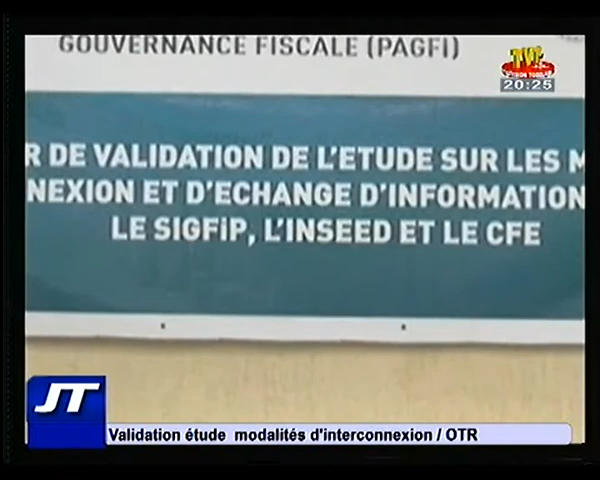 GOUVERNANCE FISCALE (PAGFI)
20:25
R DE VALIDATION DE L'ETUDE SUR LES M
NEXION ET D'ECHANGE D'INFORMATION
LE SIGFiP, L'INSEED ET LE CFE
JT
Validation étude modalités d'interconnexion / OTR